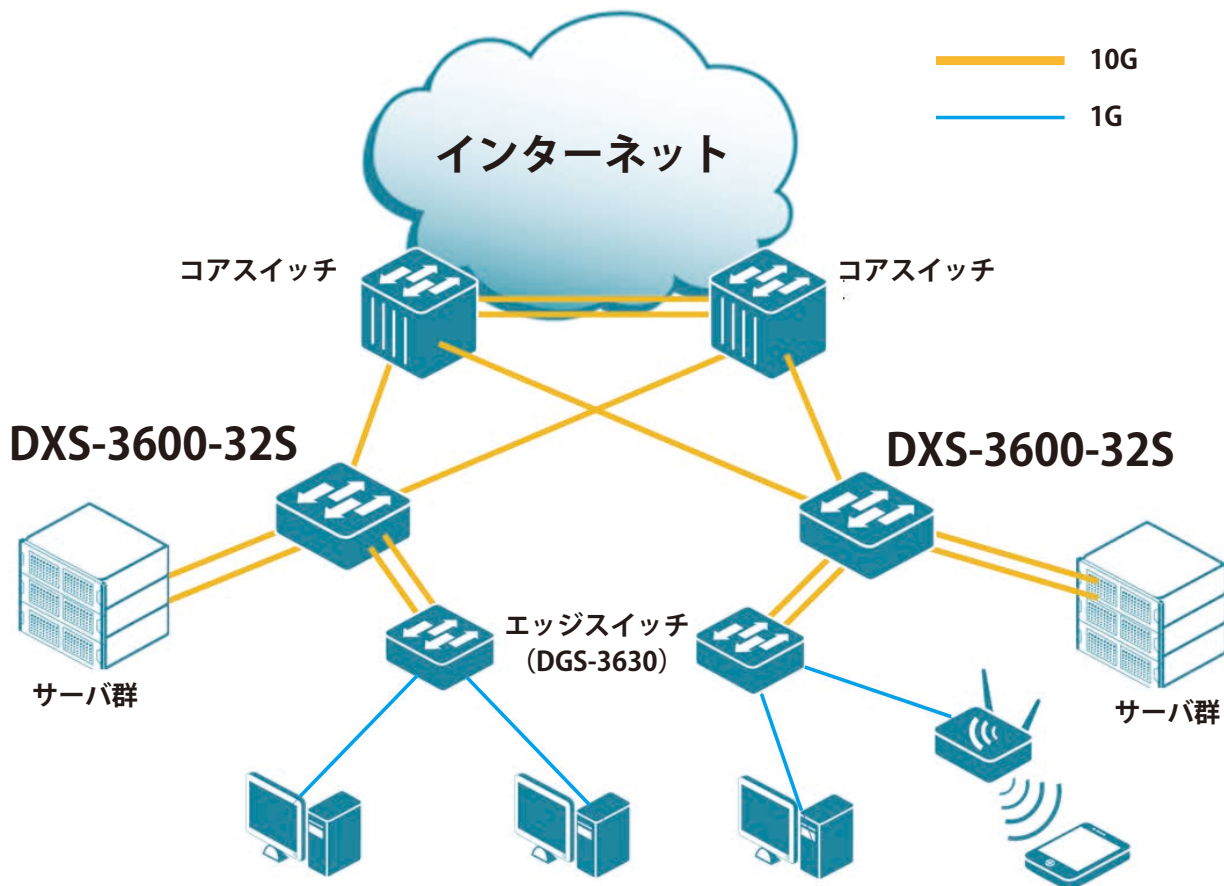 10G
1G
インターネット
コアスイッチ
コアスイッチ
DXS-3600-32S
DXS-3600-32S
エッジスイッチ
（DGS-3630）
サーバ群
サーバ群